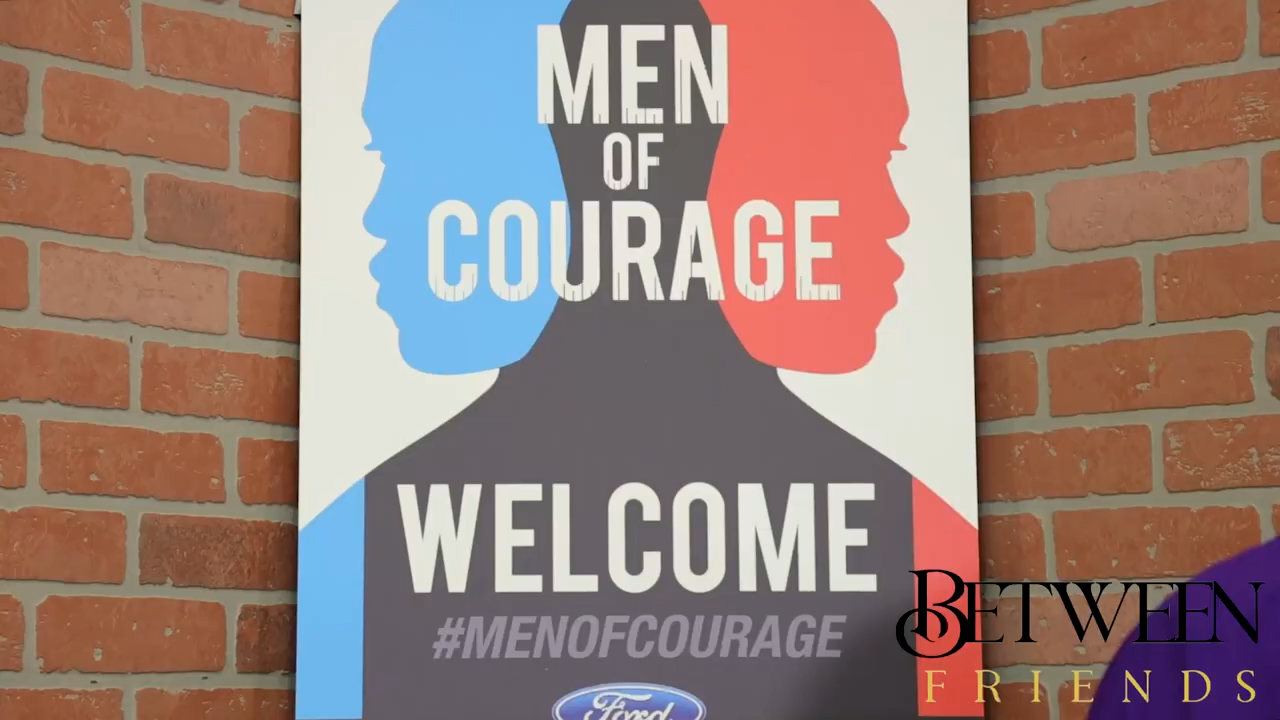 MEN
OF
COURAGE
WELCOME
#MENOFCOURAGE
Ford
BETWEEN
FRIENDS